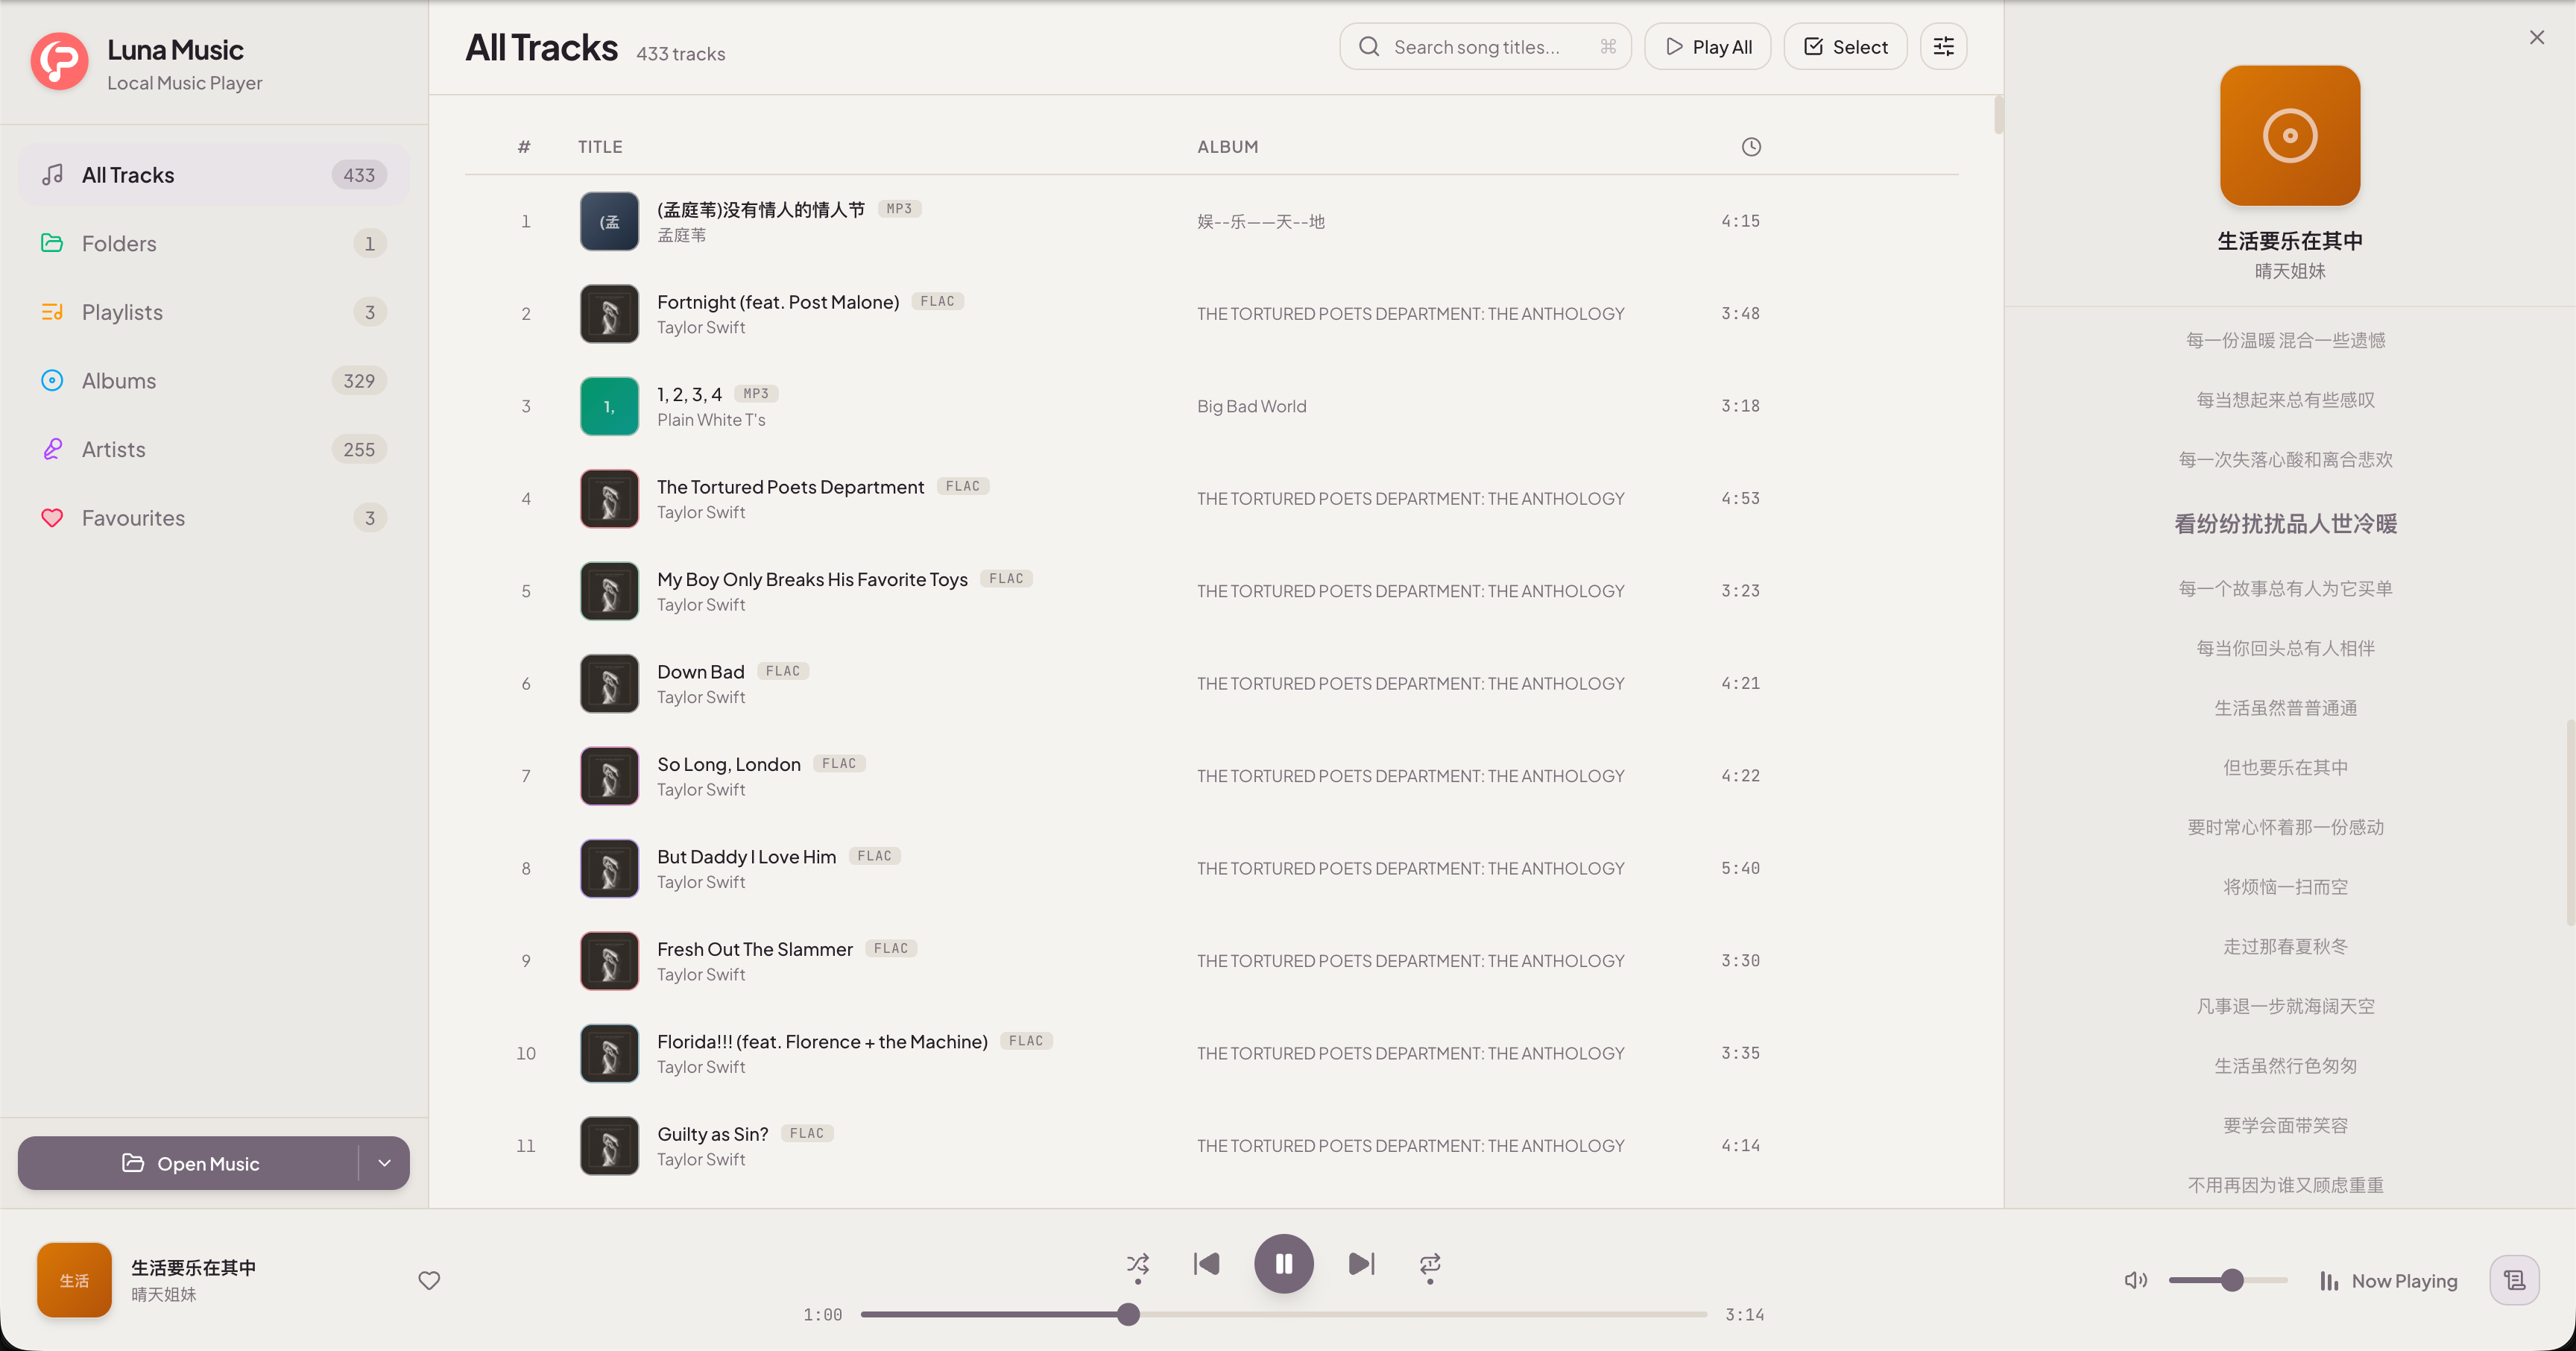 Luna Music
Local Music Player
All Tracks 433
Folders 1
Playlists 3
Albums 329
Artists 255
Favourites 3
Open Music
All Tracks 433 tracks
Search song titles... ⌘
Play All
Select
# TITLE ALBUM
1 (孟 (孟庭苇)没有情人的情人节 MP3 娱--乐——天--地 4:15
孟庭苇
2 Fortnight (feat. Post Malone) FLAC THE TORTURED POETS DEPARTMENT: THE ANTHOLOGY 3:48
Taylor Swift
3 1, 1, 2, 3, 4 MP3 Big Bad World 3:18
Plain White T's
4 The Tortured Poets Department FLAC THE TORTURED POETS DEPARTMENT: THE ANTHOLOGY 4:53
Taylor Swift
5 My Boy Only Breaks His Favorite Toys FLAC THE TORTURED POETS DEPARTMENT: THE ANTHOLOGY 3:23
Taylor Swift
6 Down Bad FLAC THE TORTURED POETS DEPARTMENT: THE ANTHOLOGY 4:21
Taylor Swift
7 So Long, London FLAC THE TORTURED POETS DEPARTMENT: THE ANTHOLOGY 4:22
Taylor Swift
8 But Daddy I Love Him FLAC THE TORTURED POETS DEPARTMENT: THE ANTHOLOGY 5:40
Taylor Swift
9 Fresh Out The Slammer FLAC THE TORTURED POETS DEPARTMENT: THE ANTHOLOGY 3:30
Taylor Swift
10 Florida!!! (feat. Florence + the Machine) FLAC THE TORTURED POETS DEPARTMENT: THE ANTHOLOGY 3:35
Taylor Swift
11 Guilty as Sin? FLAC THE TORTURED POETS DEPARTMENT: THE ANTHOLOGY 4:14
Taylor Swift
生活要乐在其中
晴天姐妹
每一份温暖 混合一些遗憾
每当想起来总有些感叹
每一次失落心酸和离合悲欢
看纷纷扰扰品人世冷暖
每一个故事总有人为它买单
每当你回头总有人相伴
生活虽然普普通通
但也要乐在其中
要时常心怀着那一份感动
将烦恼一扫而空
走过那春夏秋冬
凡事退一步就海阔天空
生活虽然行色匆匆
要学会面带笑容
不用再因为谁又顾虑重重
生活 生活要乐在其中
晴天姐妹
1:00 3:14
Now Playing